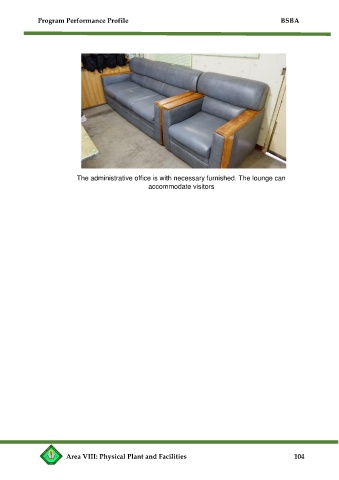 Program Performance Profile BSBA
The administrative office is with necessary furnished. The lounge can
accommodate visitors
Area VIII: Physical Plant and Facilities 104